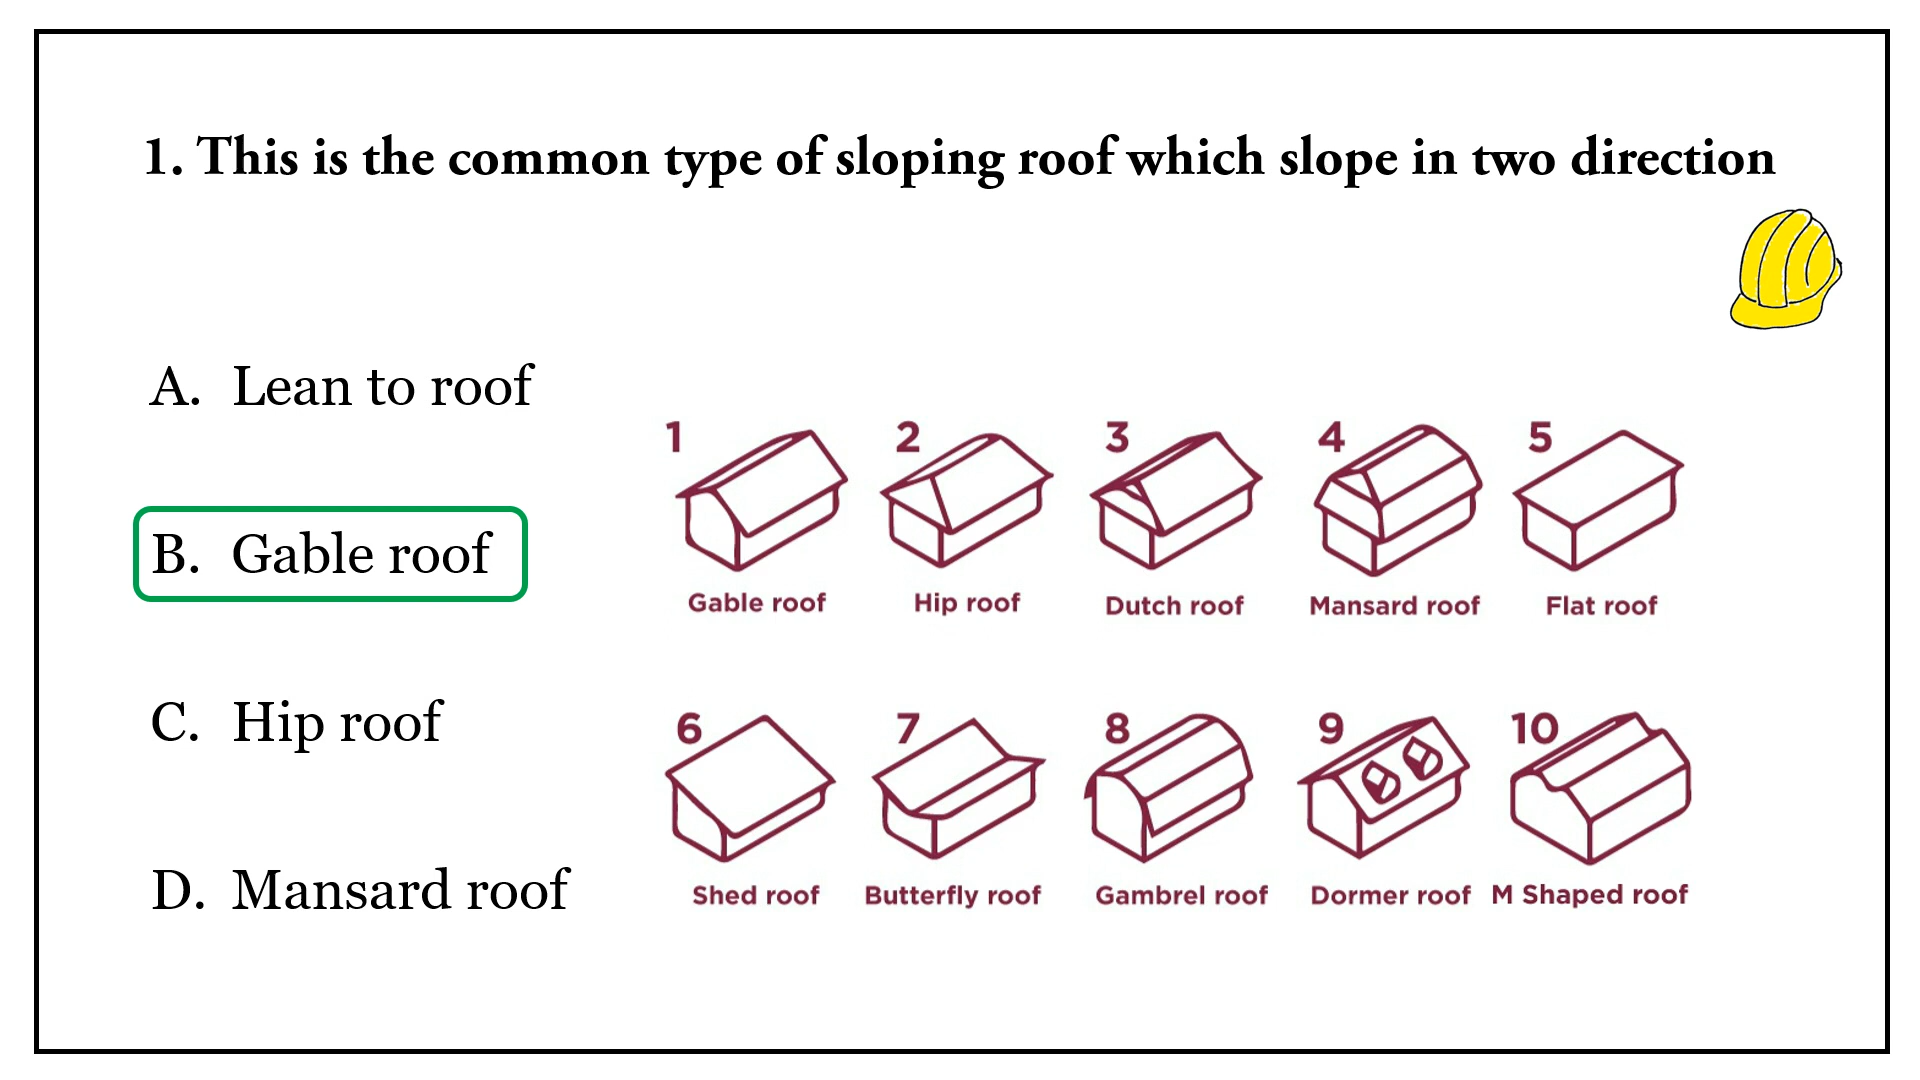 1. This is the common type of sloping roof which slope in two direction
A. Lean to roof
B. Gable roof
C. Hip roof
D. Mansard roof
1 2 3 4 5
Gable roof Hip roof Dutch roof Mansard roof Flat roof
6 7 8 9 10
Shed roof Butterfly roof Gambrel roof Dormer roof M Shaped roof